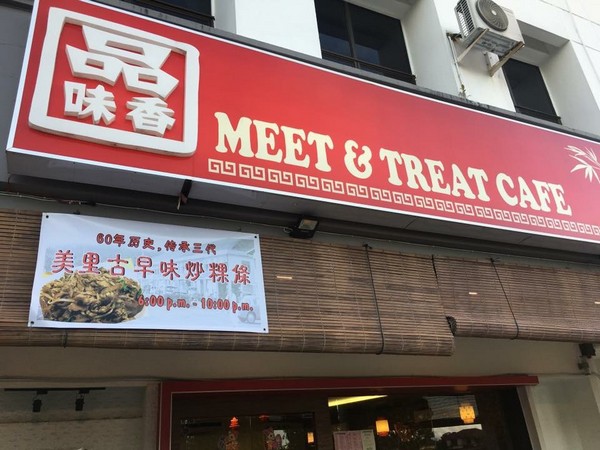 品
味香
MEET & TREAT CAFE
60年历史,传承三代
美里古早味炒粿條
6:00 p.m. - 10:00 p.m.